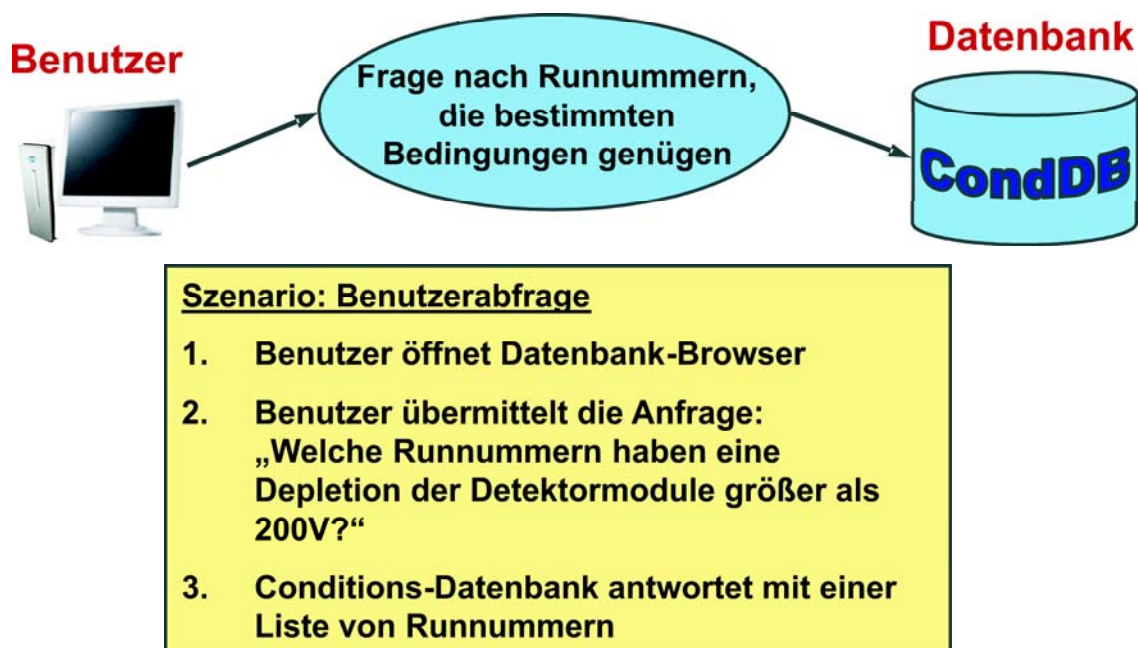 Benutzer
Frage nach Runnummern,
die bestimmten
Bedingungen genügen
Datenbank
CondDB
Szenario: Benutzerabfrage
1. Benutzer öffnet Datenbank-Browser
2. Benutzer übermittelt die Anfrage:
„Welche Runnummern haben eine
Depletion der Detektormodule größer als
200V?“
3. Conditions-Datenbank antwortet mit einer
Liste von Runnummern